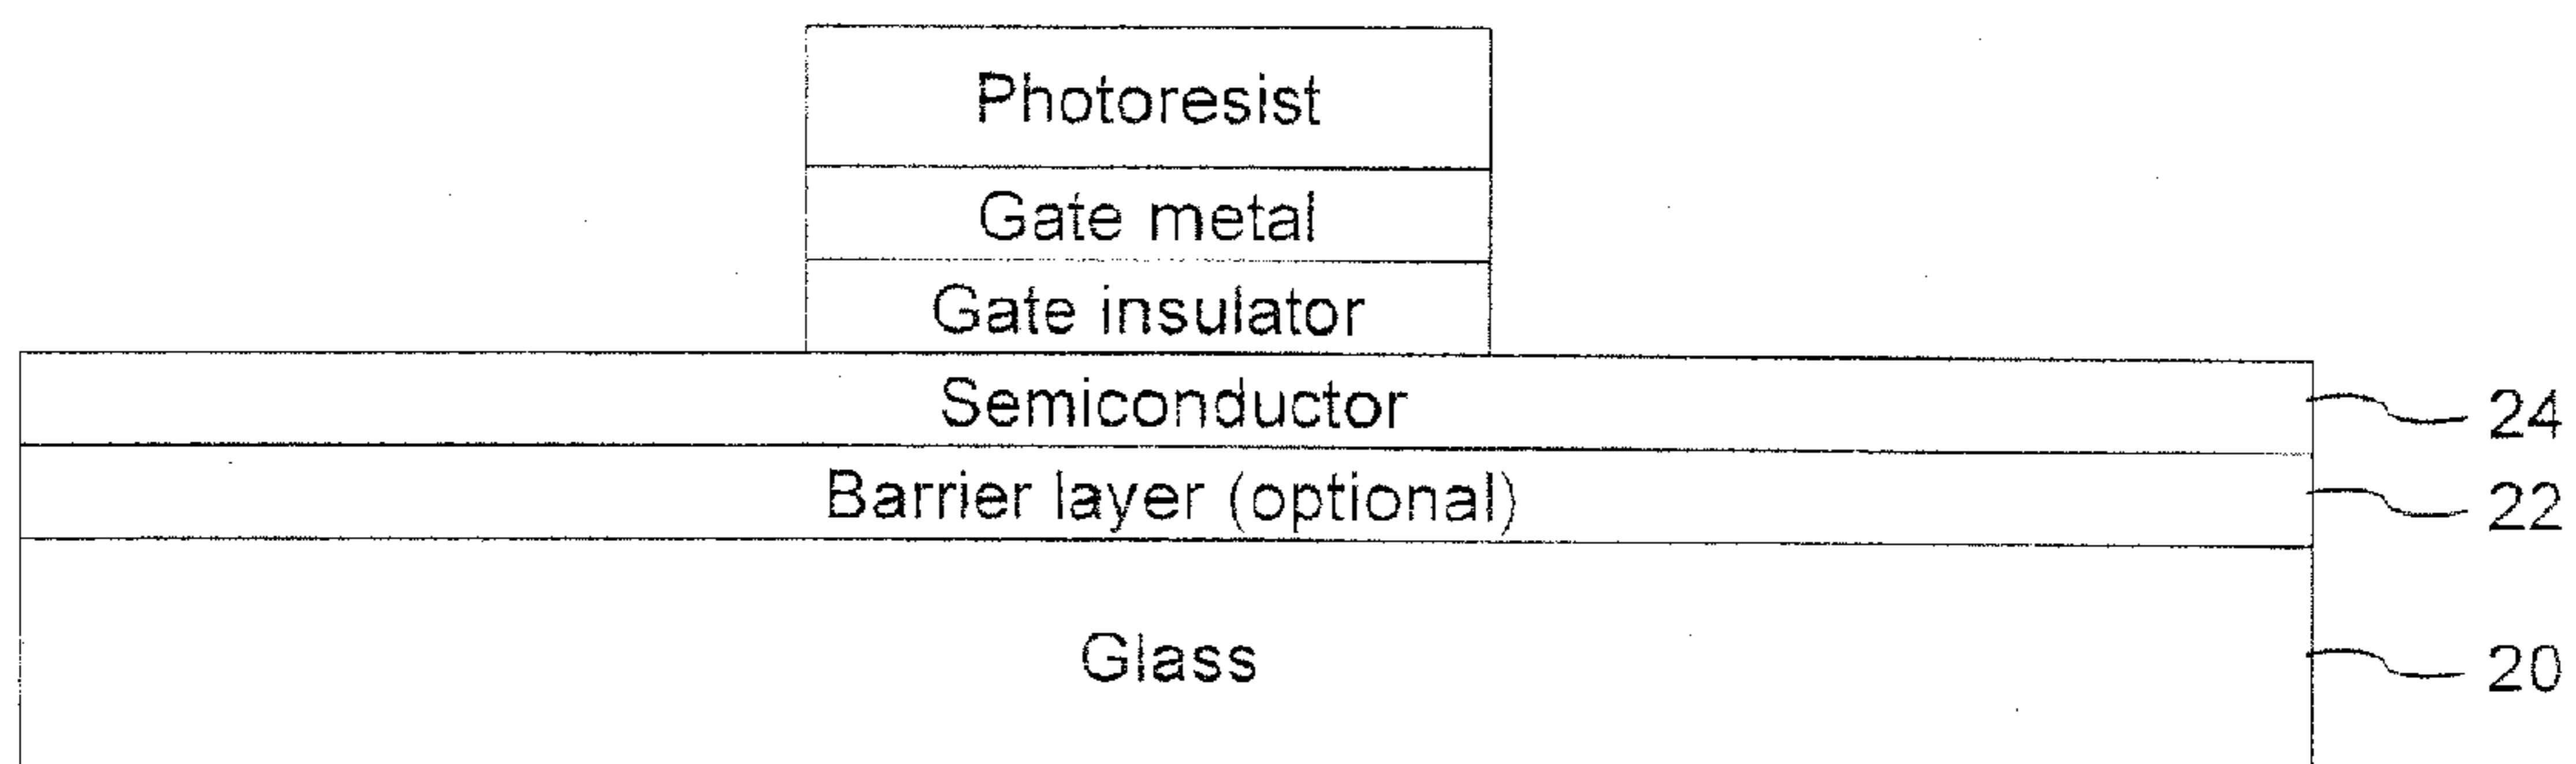 Photoresist
Gate metal
Gate insulator
Semiconductor
24
Barrier layer (optional)
22
Glass
20